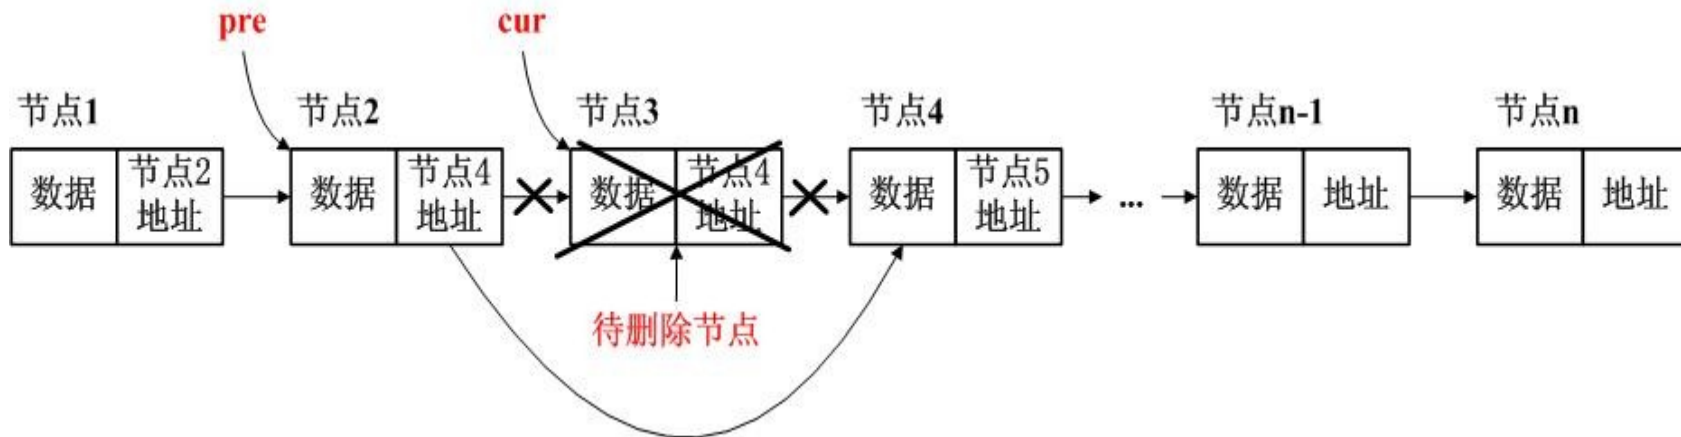 pre
cur
节点1
节点2
节点3
节点4
节点n-1
节点n
数据
节点2
地址
数据
节点4
地址
数据
节点4
地址
数据
节点5
地址
...
数据
地址
数据
地址
待删除节点